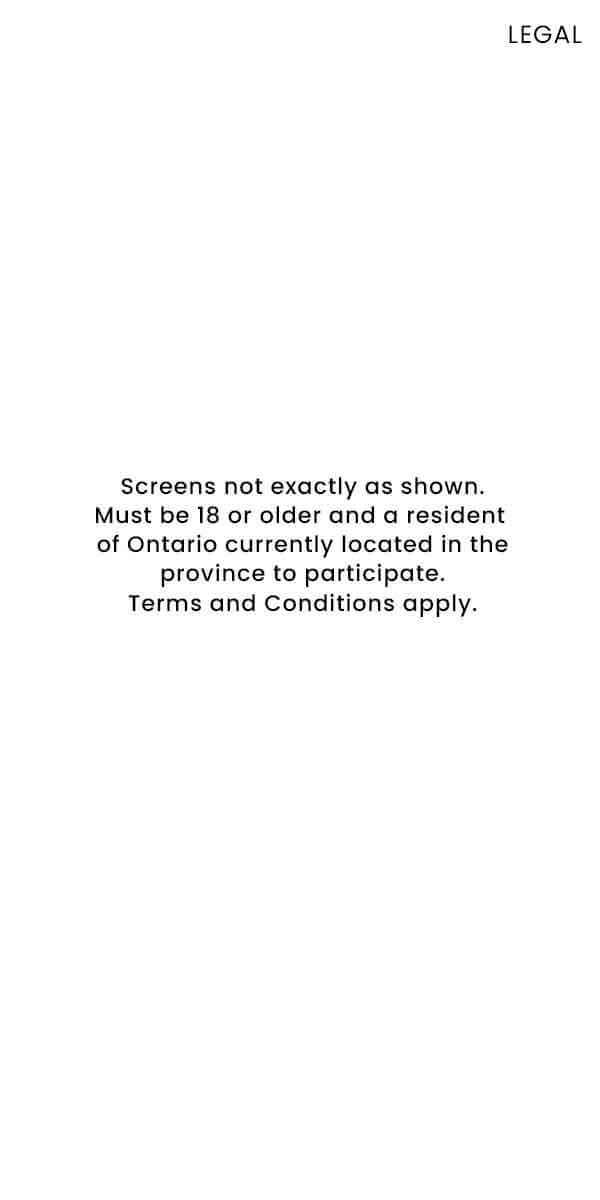 LEGAL
Screens not exactly as shown.
Must be 18 or older and a resident
of Ontario currently located in the
province to participate.
Terms and Conditions apply.